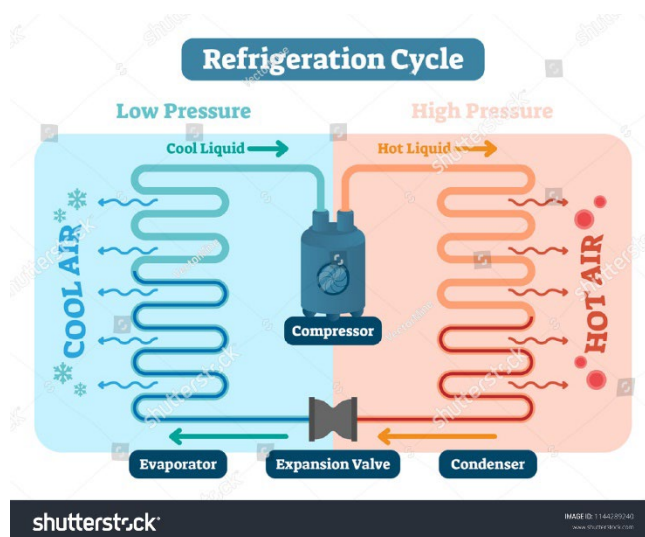 Refrigeration Cycle
Low Pressure
High Pressure
Cool Liquid
Hot Liquid
COOL AIR
HOT AIR
Compressor
Evaporator
Expansion Valve
Condenser
shutterstock
IMAGE ID: 1144289240
www.shutterstock.com